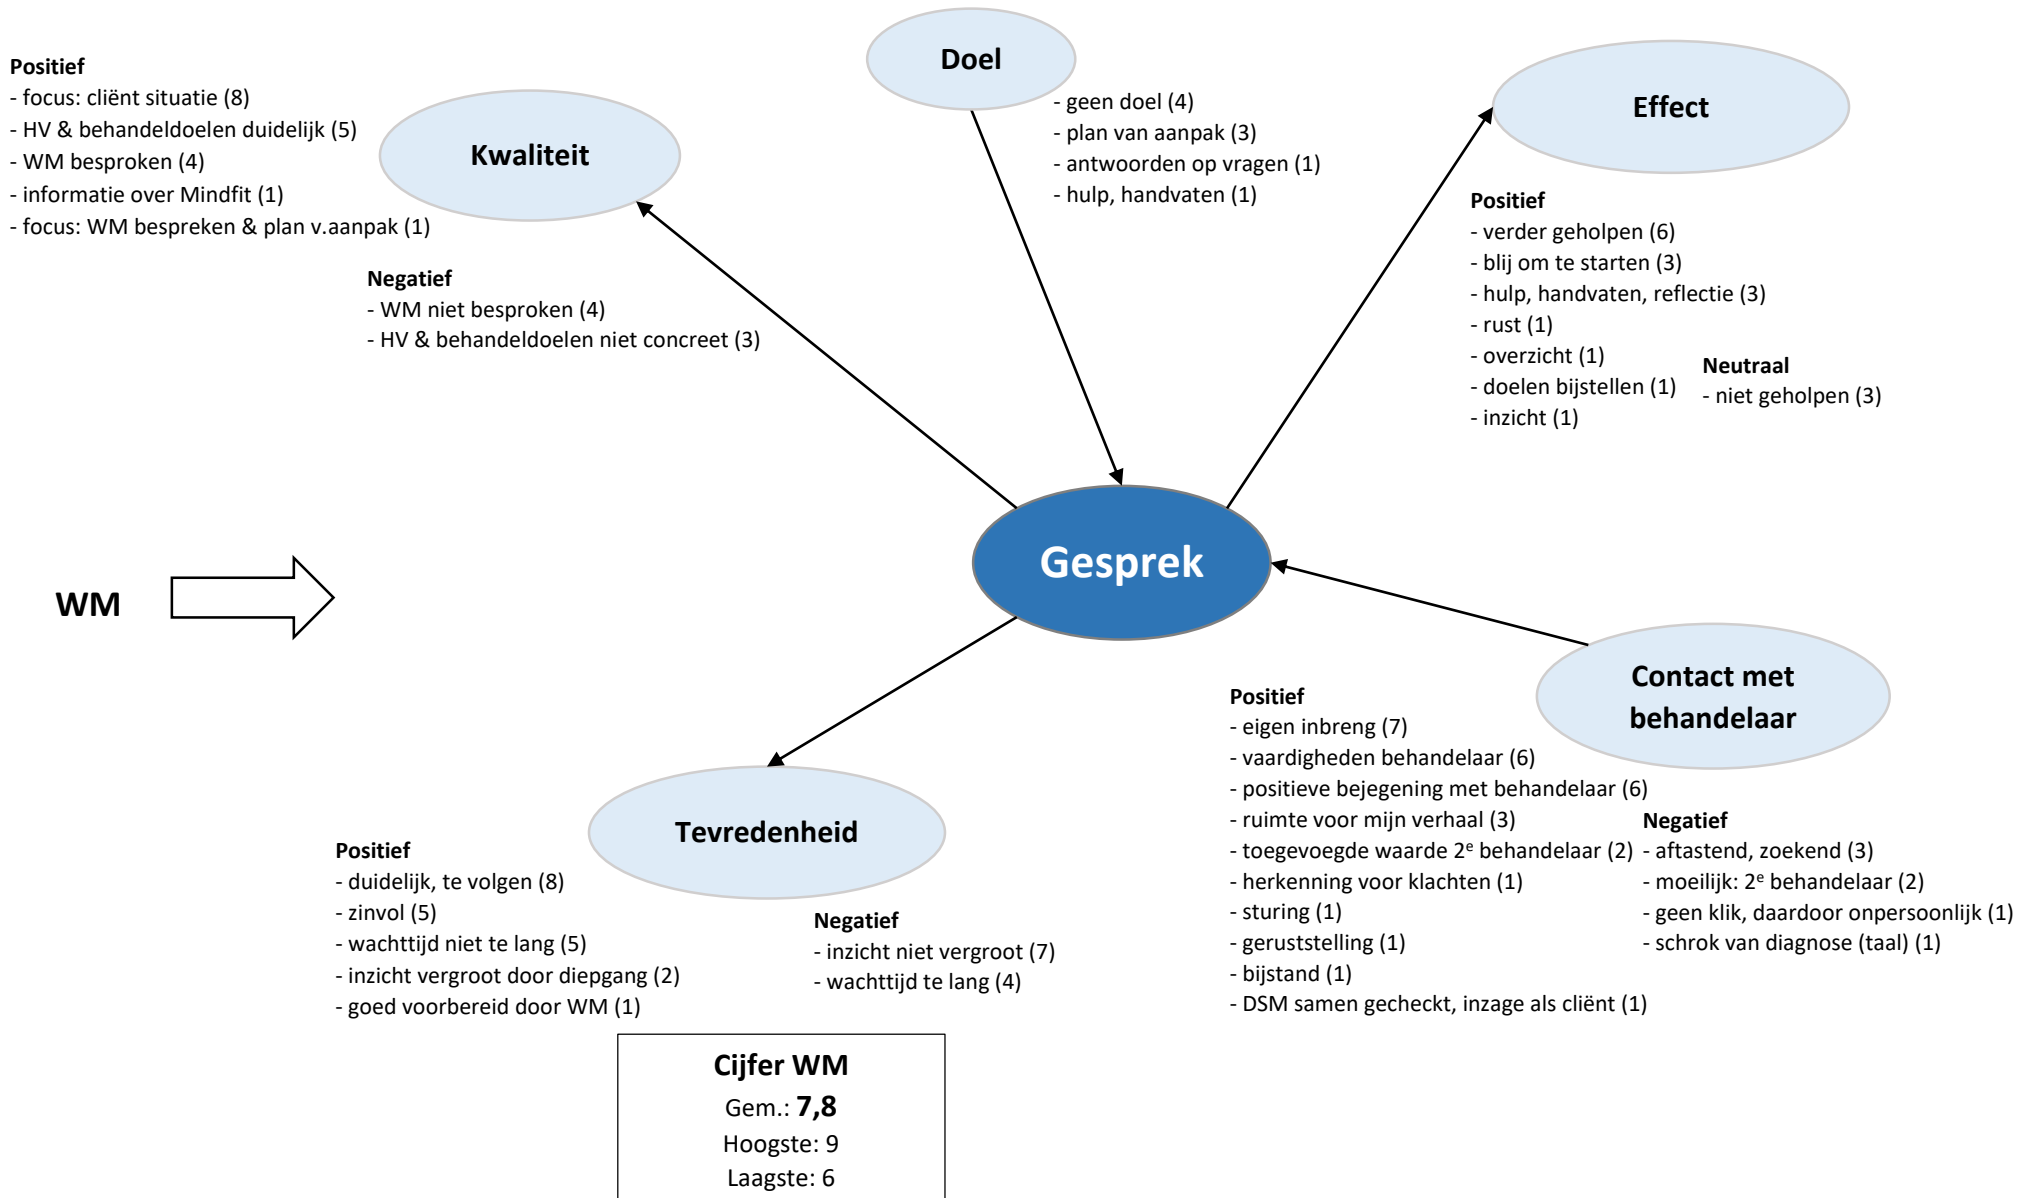 Positief
- focus: cliënt situatie (8)
- HV & behandeldoelen duidelijk (5)
- WM besproken (4)
- informatie over Mindfit (1)
- focus: WM bespreken & plan v.aanpak (1)
Kwaliteit
Negatief
- WM niet besproken (4)
- HV & behandeldoelen niet concreet (3)
Doel
- geen doel (4)
- plan van aanpak (3)
- antwoorden op vragen (1)
- hulp, handvaten (1)
Effect
Positief
- verder geholpen (6)
- blij om te starten (3)
- hulp, handvaten, reflectie (3)
- rust (1)
- overzicht (1)
- doelen bijstellen (1)
- inzicht (1)
Neutraal
- niet geholpen (3)
Gesprek
WM
Contact met
behandelaar
Positief
- eigen inbreng (7)
- vaardigheden behandelaar (6)
- positieve bejegening met behandelaar (6)
- ruimte voor mijn verhaal (3)
- toegevoegde waarde 2e behandelaar (2)
- herkenning voor klachten (1)
- sturing (1)
- geruststelling (1)
- bijstand (1)
- DSM samen gecheckt, inzage als cliënt (1)
Negatief
- aftastend, zoekend (3)
- moeilijk: 2e behandelaar (2)
- geen klik, daardoor onpersoonlijk (1)
- schrok van diagnose (taal) (1)
Tevredenheid
Positief
- duidelijk, te volgen (8)
- zinvol (5)
- wachttijd niet te lang (5)
- inzicht vergroot door diepgang (2)
- goed voorbereid door WM (1)
Negatief
- inzicht niet vergroot (7)
- wachttijd te lang (4)
Cijfer WM
Gem.: 7,8
Hoogste: 9
Laagste: 6